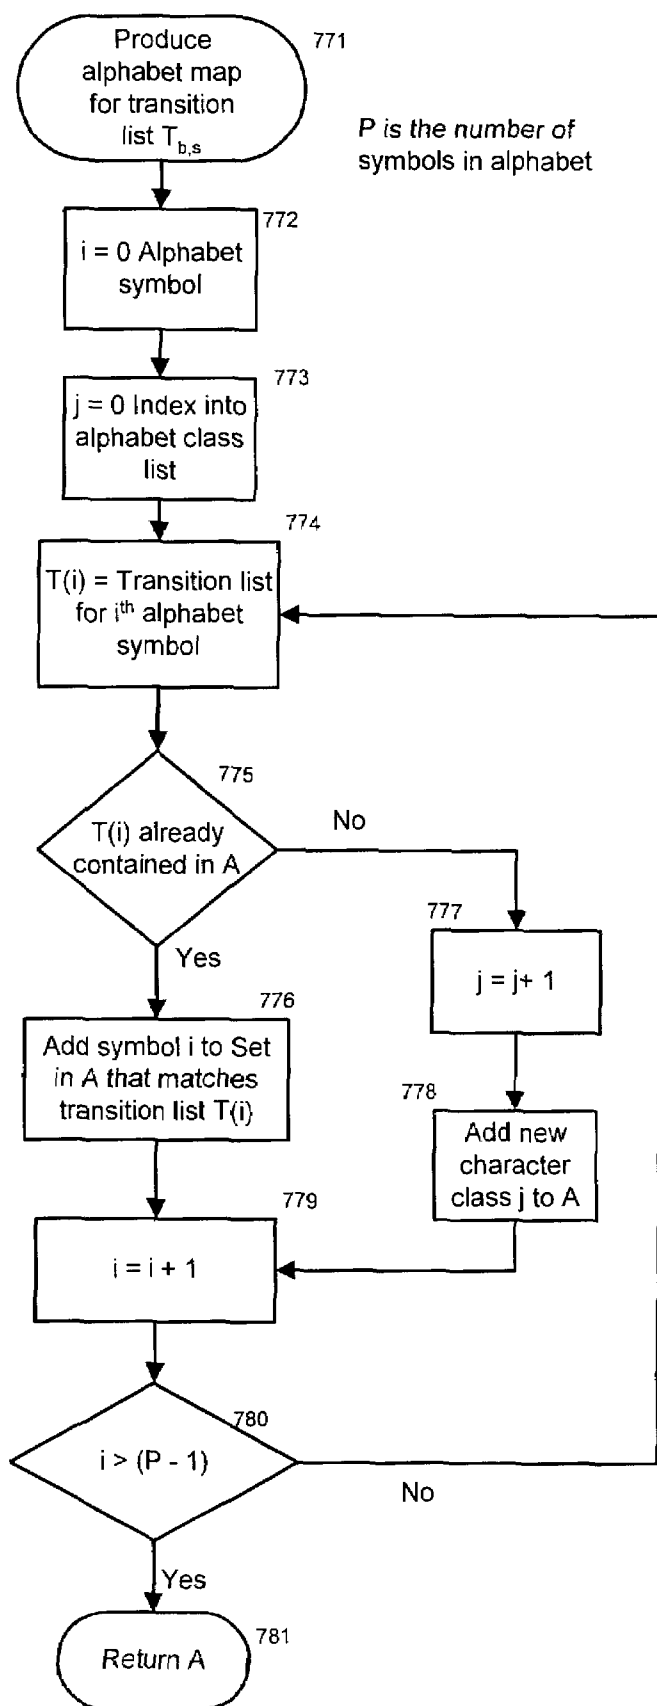 Produce
alphabet map
for transition
list T_b,s
771
P is the number of
symbols in alphabet
772
i = 0 Alphabet
symbol
773
j = 0 Index into
alphabet class
list
774
T(i) = Transition list
for i^th alphabet
symbol
775
T(i) already
contained in A
No
777
j = j+ 1
Yes
776
Add symbol i to Set
in A that matches
transition list T(i)
778
Add new
character
class j to A
779
i = i + 1
780
i > (P - 1)
No
Yes
781
Return A